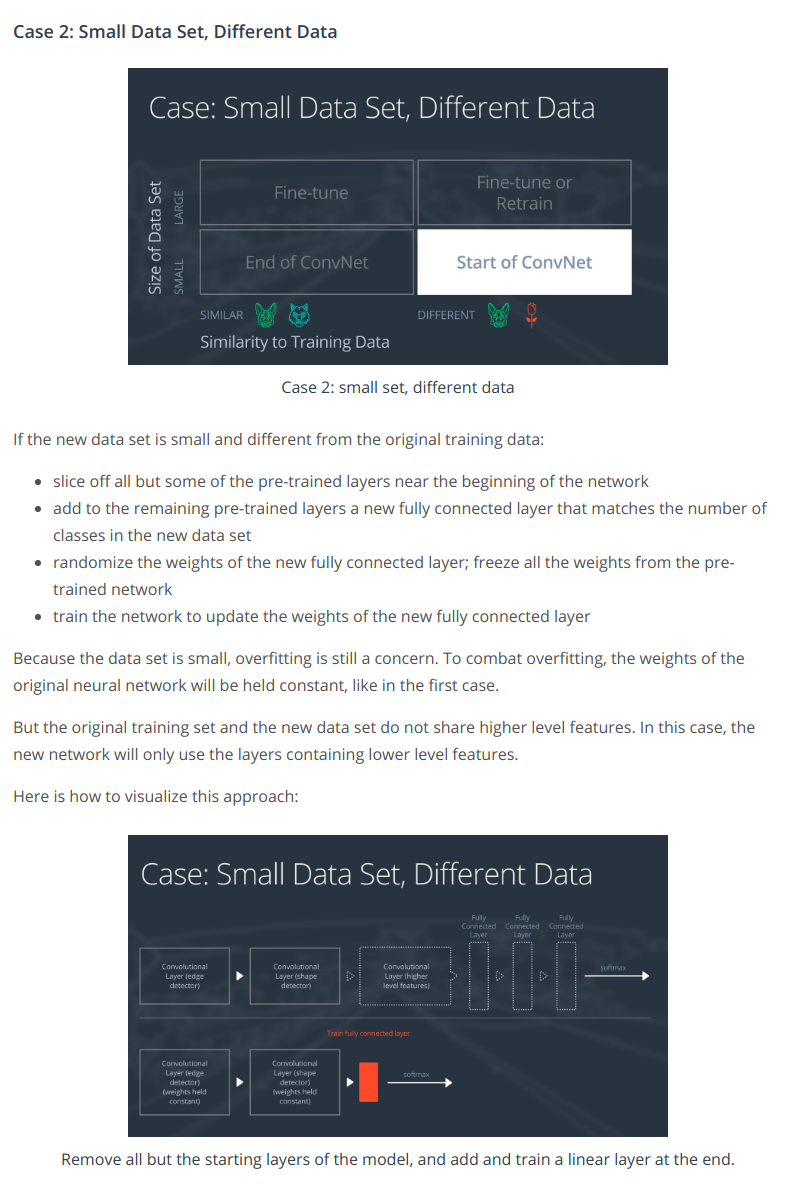 Case 2: Small Data Set, Different Data
Case: Small Data Set, Different Data
Size of Data Set
LARGE
SMALL
Fine-tune
Fine-tune or
Retrain
End of ConvNet
Start of ConvNet
SIMILAR
DIFFERENT
Similarity to Training Data
Case 2: small set, different data
If the new data set is small and different from the original training data:
• slice off all but some of the pre-trained layers near the beginning of the network
• add to the remaining pre-trained layers a new fully connected layer that matches the number of
classes in the new data set
• randomize the weights of the new fully connected layer; freeze all the weights from the pre-
trained network
• train the network to update the weights of the new fully connected layer
Because the data set is small, overfitting is still a concern. To combat overfitting, the weights of the
original neural network will be held constant, like in the first case.
But the original training set and the new data set do not share higher level features. In this case, the
new network will only use the layers containing lower level features.
Here is how to visualize this approach:
Case: Small Data Set, Different Data
Convolutional
Layer (edge
detector)
Convolutional
Layer (shape
detector)
Convolutional
Layer (higher
level features)
Fully
Connected
Layer
Fully
Connected
Layer
Fully
Connected
Layer
softmax
Train fully connected layer
Convolutional
Layer (edge
detector)
(weights held
constant)
Convolutional
Layer (shape
detector)
(weights held
constant)
softmax
Remove all but the starting layers of the model, and add and train a linear layer at the end.